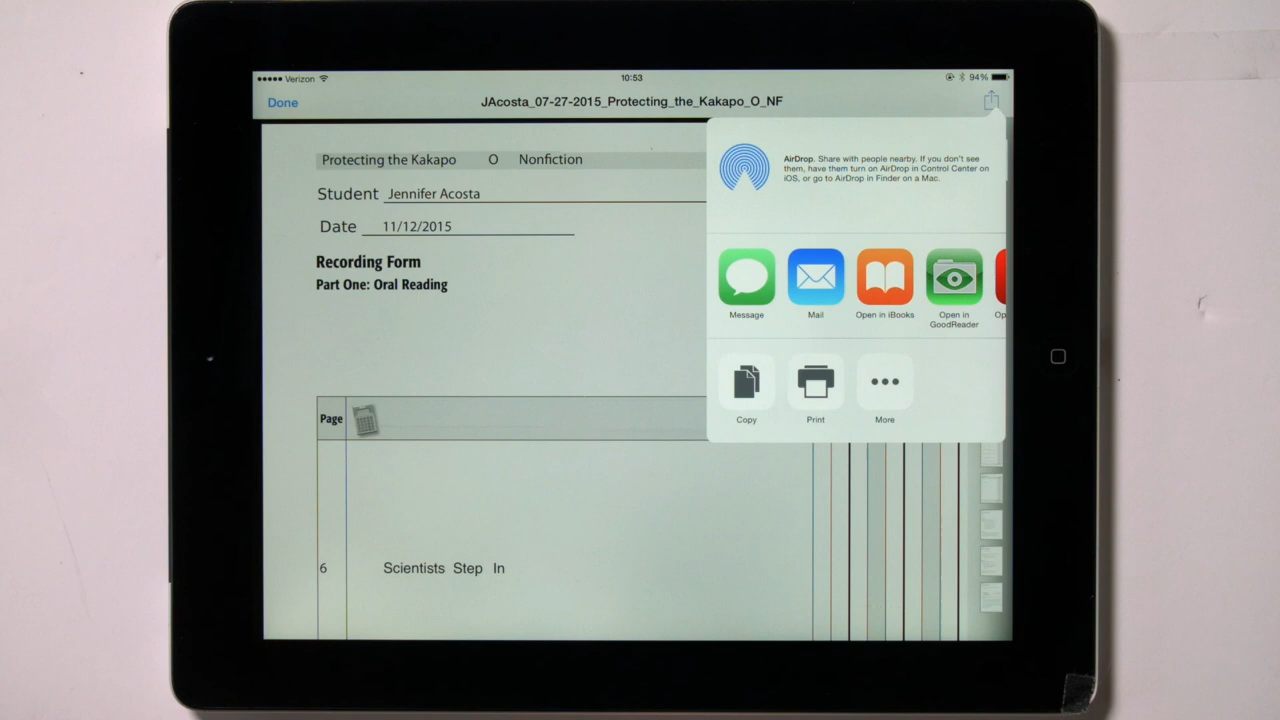 Verizon
10:53
94%
Done
JAcosta_07-27-2015_Protecting_the_Kakapo_O_NF
Protecting the Kakapo O Nonfiction
Student Jennifer Acosta
Date 11/12/2015
Recording Form
Part One: Oral Reading
Page
6 Scientists Step In
AirDrop. Share with people nearby. If you don't see
them, have them turn on AirDrop in Control Center on
iOS, or go to AirDrop in Finder on a Mac.
Message
Mail
Open in iBooks
Open in
GoodReader
Op
Copy
Print
More